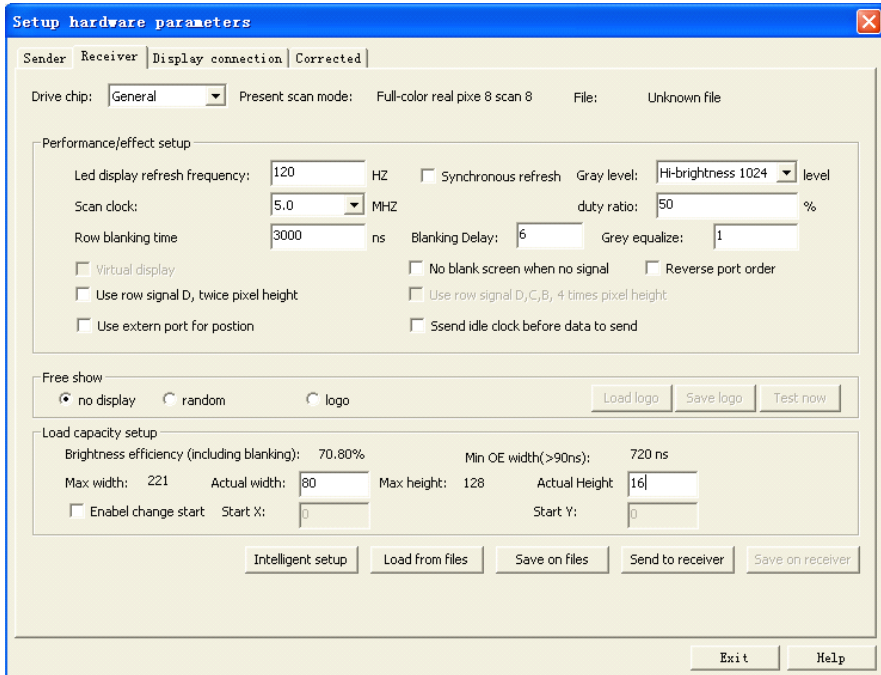 Setup hardware parameters
Sender Receiver Display connection Corrected
Drive chip: General Present scan mode: Full-color real pixe 8 scan 8 File: Unknown file
Performance/effect setup
Led display refresh frequency: 120 HZ Synchronous refresh Gray level: Hi-brightness 1024 level
Scan clock: 5.0 MHZ duty ratio: 50 %
Row blanking time 3000 ns Blanking Delay: 6 Grey equalize: 1
Virtual display No blank screen when no signal Reverse port order
Use row signal D, twice pixel height Use row signal D,C,B, 4 times pixel height
Use extern port for postion Ssend idle clock before data to send
Free show
no display random logo Load logo Save logo Test now
Load capacity setup
Brightness efficiency (including blanking): 70.80% Min OE width(>90ns): 720 ns
Max width: 221 Actual width: 80 Max height: 128 Actual Height 16
Enabel change start Start X: 0 Start Y: 0
Intelligent setup Load from files Save on files Send to receiver Save on receiver
Exit Help